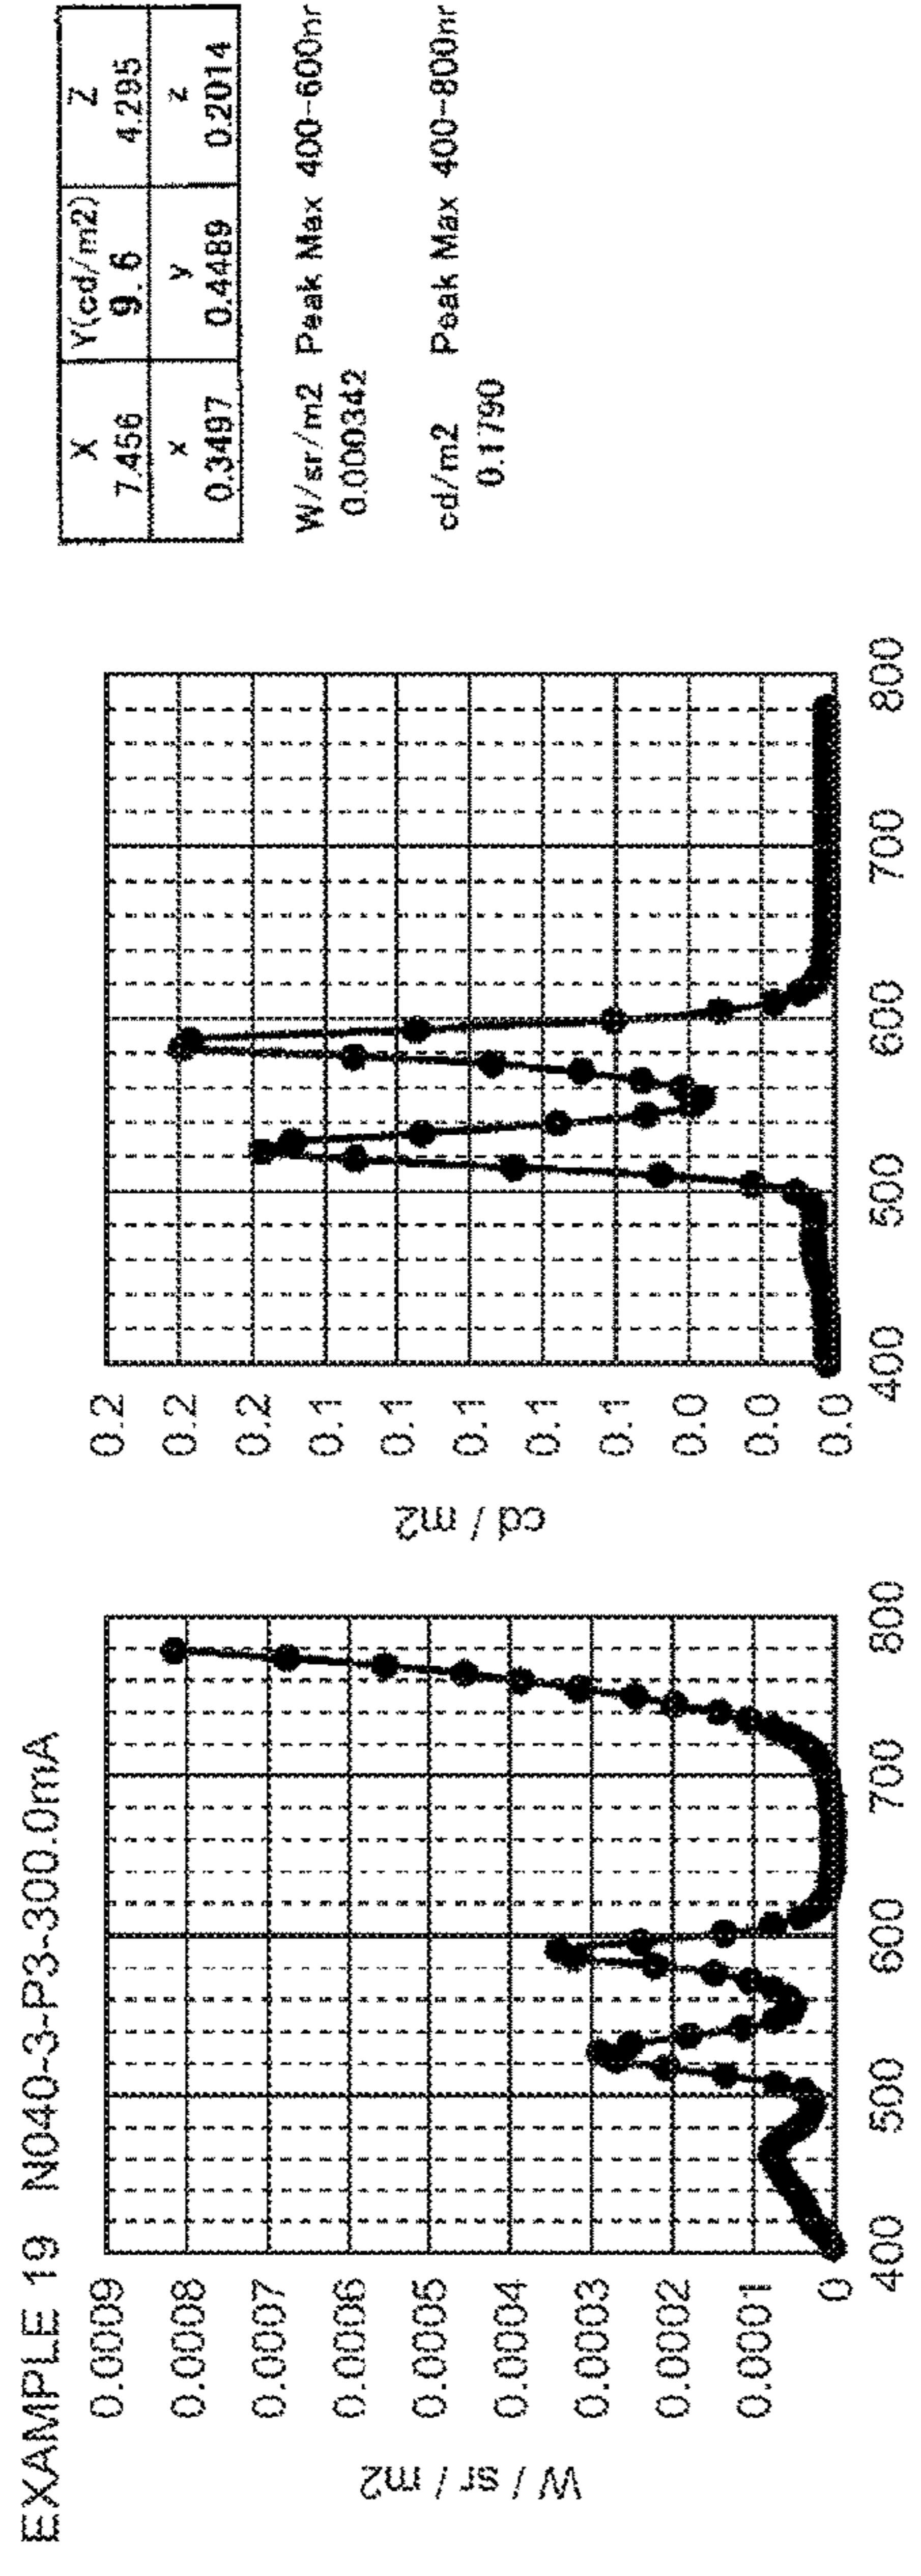 EXAMPLE 19 N040-3-P3-300.0mA
W / sr / m2
0.0009
0.0008
0.0007
0.0006
0.0005
0.0004
0.0003
0.0002
0.0001
0
400 500 600 700 800
cd / m2
0.2
0.2
0.2
0.1
0.1
0.1
0.1
0.1
0.0
0.0
0.0
400 500 600 700 800
X Y(cd/m2) Z
7.456 9.6 4.295
x y z
0.3497 0.4489 0.2014
W/sr/m2 Peak Max 400-600nr
0.000342
cd/m2 Peak Max 400-800nr
0.1790